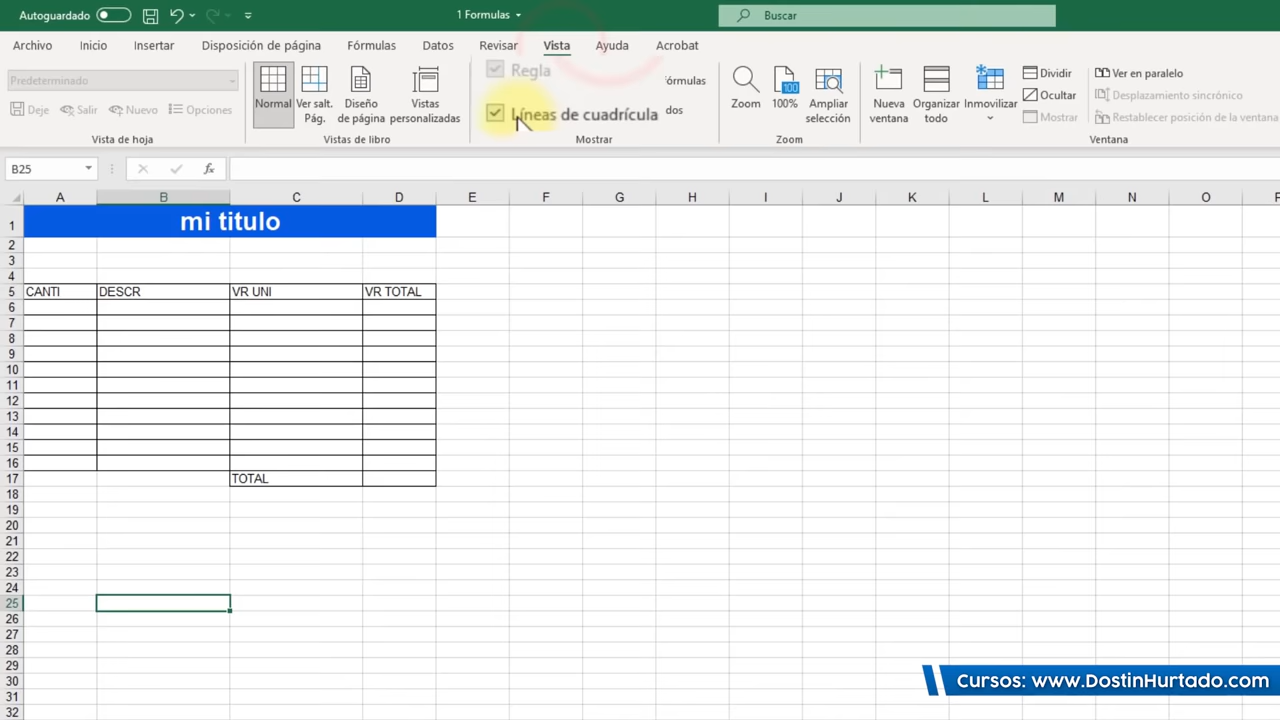 Autoguardado
1 Formulas
Buscar
Archivo Inicio Insertar Disposición de página Fórmulas Datos Revisar Vista Ayuda Acrobat
Predeterminado
Deje Salir Nuevo Opciones
Vista de hoja
Normal
Ver salt. Pág.
Diseño de página
Vistas personalizadas
Vistas de libro
Regla
Líneas de cuadrícula
Mostrar
Zoom
100
100%
Ampliar selección
Zoom
Nueva ventana
Organizar todo
Inmovilizar
Dividir
Ocultar
Mostrar
Ver en paralelo
Desplazamiento sincrónico
Restablecer posición de la ventana
Ventana
B25
fx
A B C D E F G H I J K L M N O
1 mi titulo
2
3
4
5 CANTI DESCR VR UNI VR TOTAL
6
7
8
9
10
11
12
13
14
15
16
17 TOTAL
18
19
20
21
22
23
24
25
26
27
28
29
30
31
32
Cursos: www.DostinHurtado.com